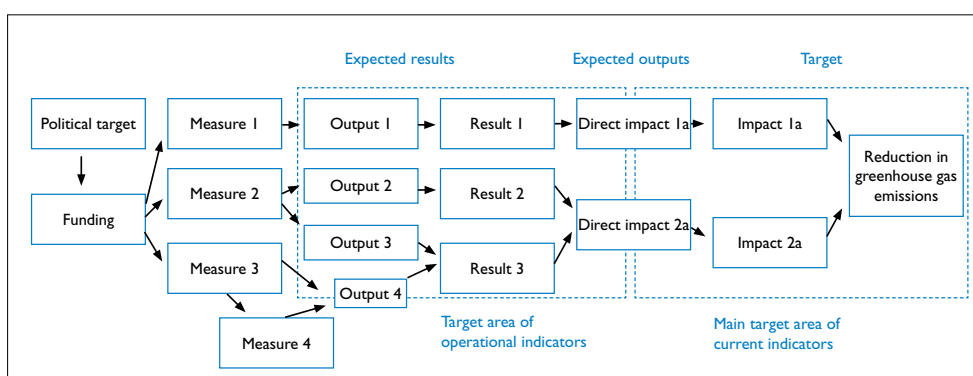 Expected results
Expected outputs
Target
Political target
Measure 1
Output 1
Result 1
Direct impact 1a
Impact 1a
Reduction in
greenhouse gas
emissions
Funding
Measure 2
Output 2
Result 2
Output 3
Direct impact 2a
Impact 2a
Measure 3
Result 3
Output 4
Measure 4
Target area of
operational indicators
Main target area of
current indicators